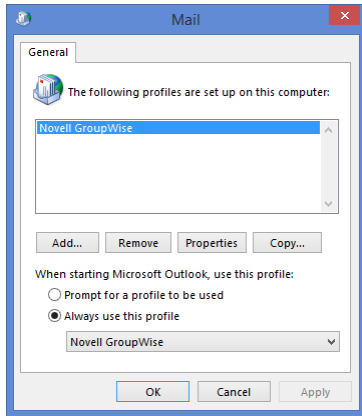 Mail
General
The following profiles are set up on this computer:
Novell GroupWise
Add... Remove Properties Copy...
When starting Microsoft Outlook, use this profile:
Prompt for a profile to be used
Always use this profile
Novell GroupWise
OK Cancel Apply